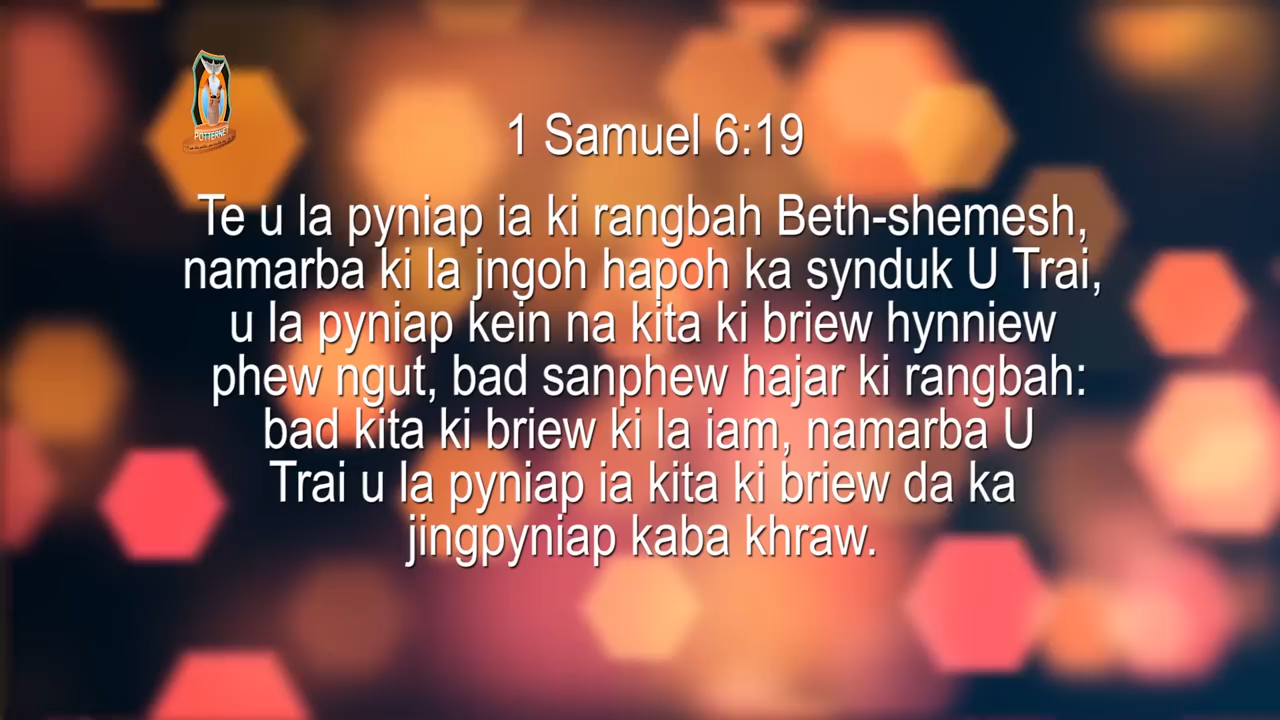 POTTERNET
1 Samuel 6:19
Te u la pyniap ia ki rangbah Beth-shemesh,
namarba ki la jngoh hapoh ka synduk U Trai,
u la pyniap kein na kita ki briew hynniew
phew ngut, bad sanphew hajar ki rangbah:
bad kita ki briew ki la iam, namarba U
Trai u la pyniap ia kita ki briew da ka
jingpyniap kaba khraw.